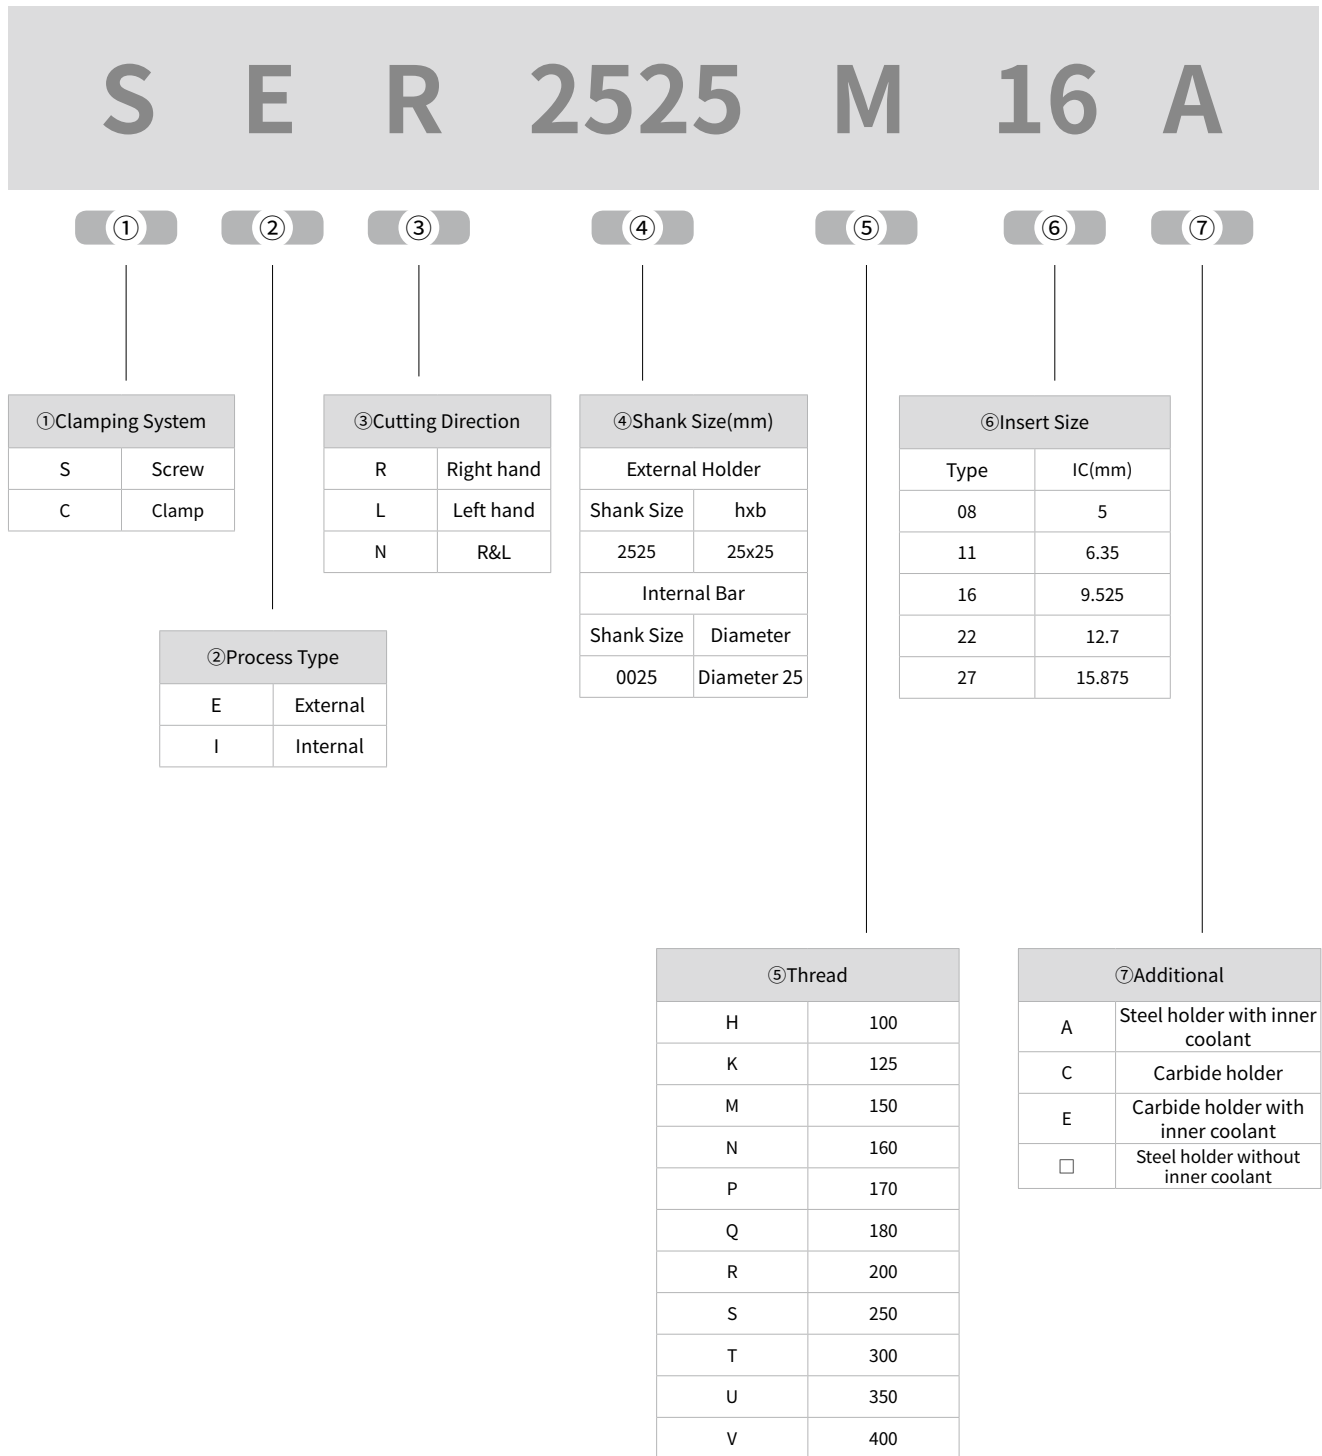 S E R 2525 M 16 A
① ② ③ ④ ⑤ ⑥ ⑦
①Clamping System
S Screw
C Clamp
②Process Type
E External
I Internal
③Cutting Direction
R Right hand
L Left hand
N R&L
④Shank Size(mm)
External Holder
Shank Size hxb
2525 25x25
Internal Bar
Shank Size Diameter
0025 Diameter 25
⑥Insert Size
Type IC(mm)
08 5
11 6.35
16 9.525
22 12.7
27 15.875
⑤Thread
H 100
K 125
M 150
N 160
P 170
Q 180
R 200
S 250
T 300
U 350
V 400
⑦Additional
A Steel holder with inner
coolant
C Carbide holder
E Carbide holder with
inner coolant
□ Steel holder without
inner coolant